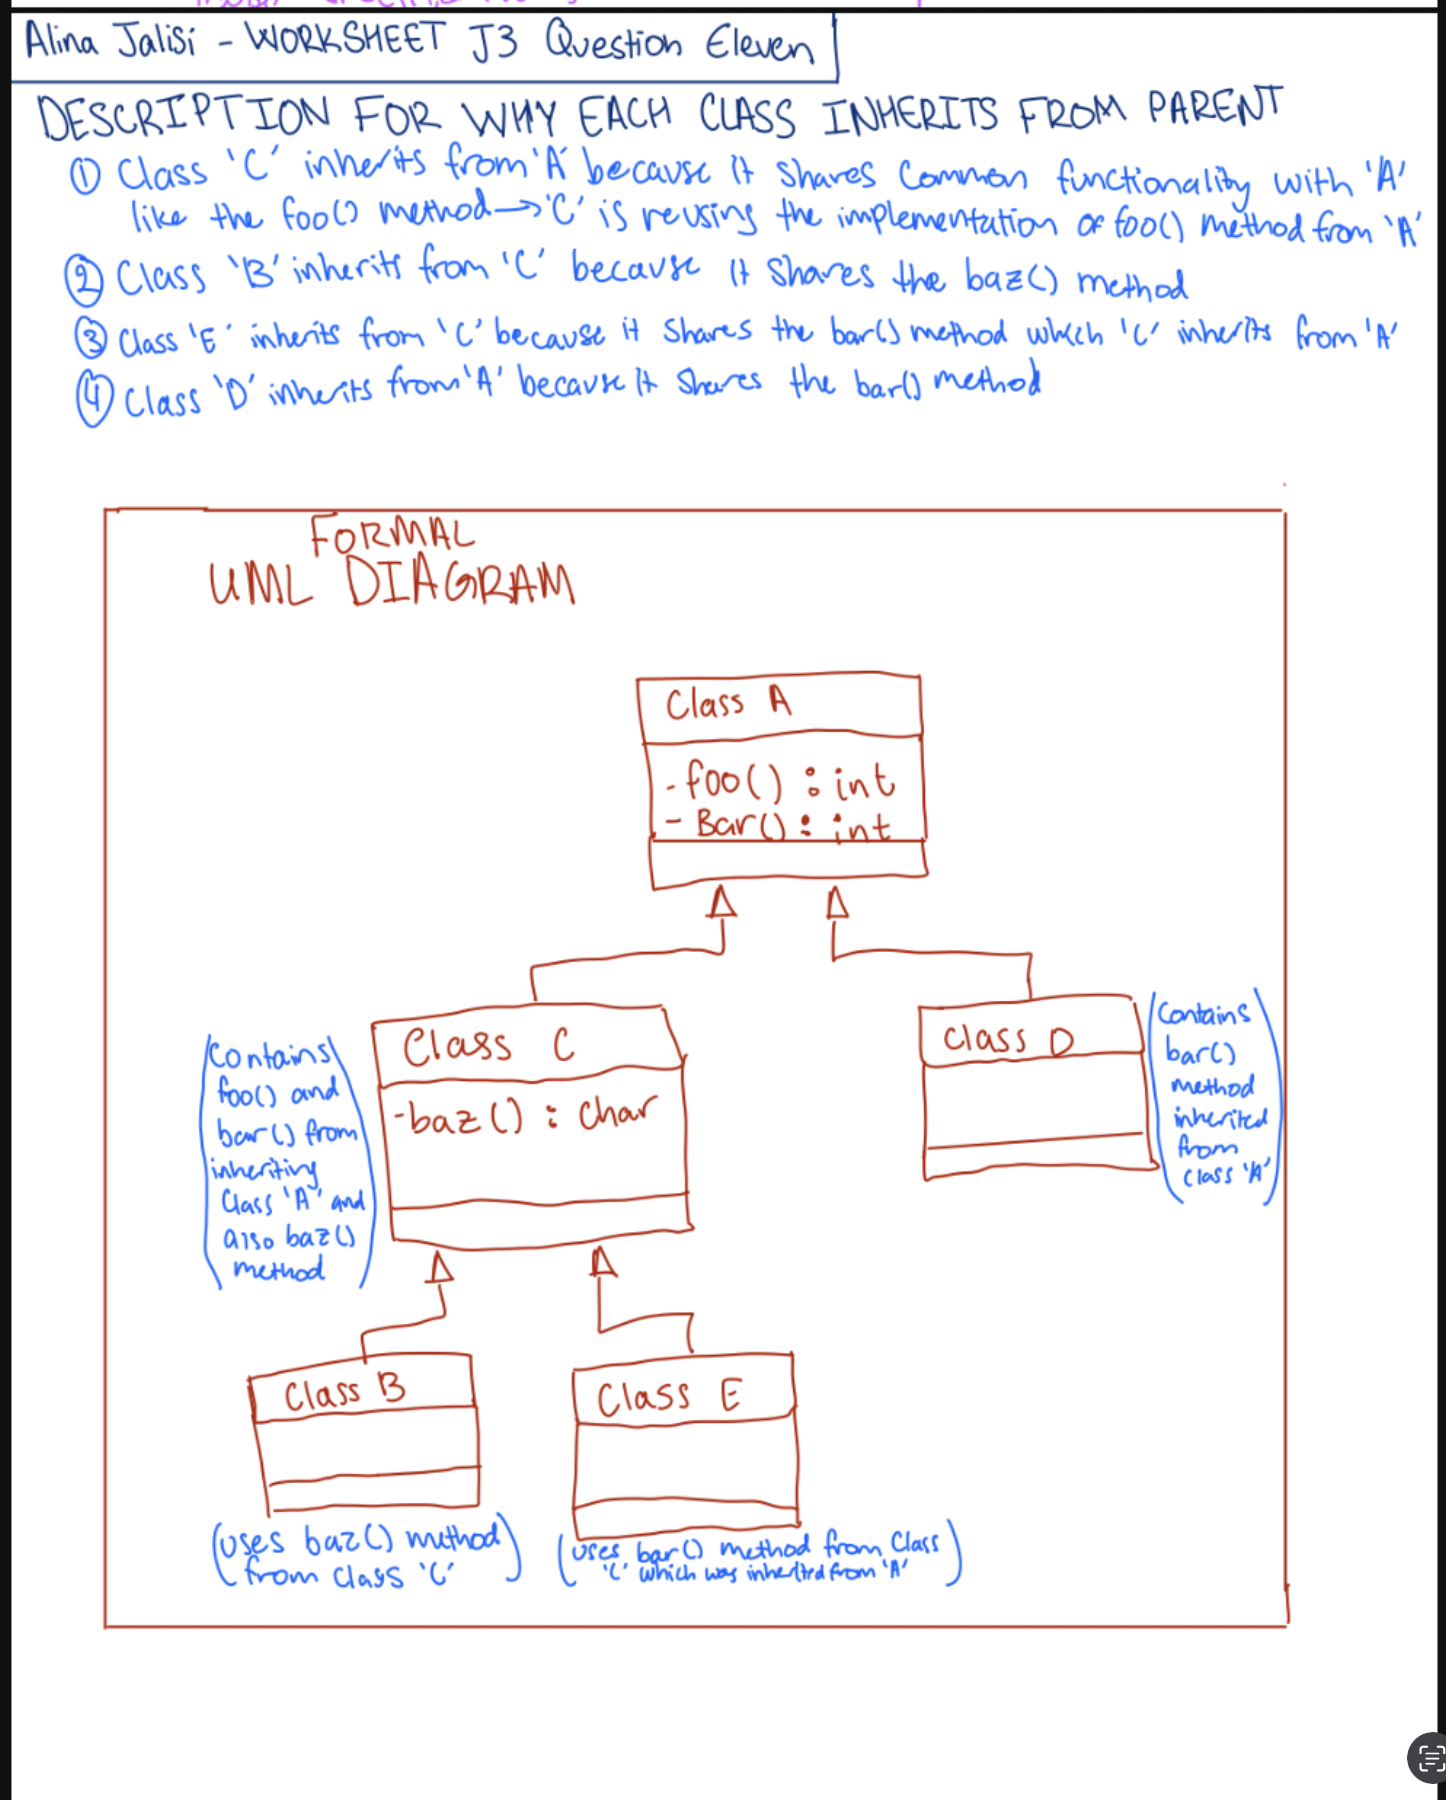 Alina Jalisi - WORKSHEET J3 Question Eleven
DESCRIPTION FOR WHY EACH CLASS INHERITS FROM PARENT
① Class 'C' inherits from 'A' because it shares common functionality with 'A'
like the foo() method → 'C' is reusing the implementation of foo() method from 'A'
② Class 'B' inherits from 'C' because it shares the baz() method
③ Class 'E' inherits from 'C' because it shares the bar() method which 'C' inherits from 'A'
④ Class 'D' inherits from 'A' because it shares the bar() method
FORMAL
UML DIAGRAM
Class A
- foo() : int
- Bar() : int
Class C
- baz() : char
(contains
foo() and
bar() from
inheriting
class 'A' and
also baz()
method)
Class D
(contains
bar()
method
inherited
from
class 'A')
Class B
(uses baz() method
from class 'C')
Class E
(uses bar() method from class
'C' which was inherited from 'A')